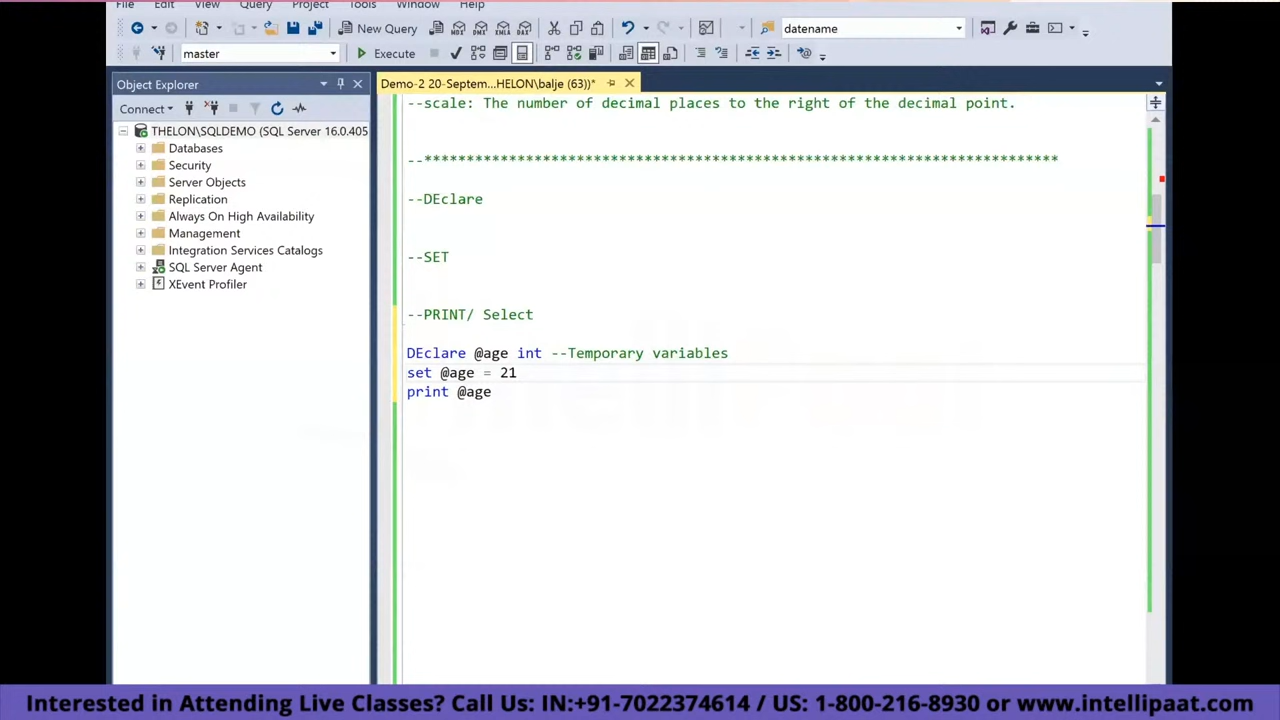 File Edit View Query Project Tools Window Help
New Query datename
master Execute
Object Explorer
Demo-2 20-Septem...HELON\balje (63))*
Connect
THELON\SQLDEMO (SQL Server 16.0.405
Databases
Security
Server Objects
Replication
Always On High Availability
Management
Integration Services Catalogs
SQL Server Agent
XEvent Profiler
--scale: The number of decimal places to the right of the decimal point.
--***************************************************************************
--DEclare
--SET
--PRINT/ Select
DEclare @age int --Temporary variables
set @age = 21
print @age
Interested in Attending Live Classes? Call Us: IN:+91-7022374614 / US: 1-800-216-8930 or www.intellipaat.com